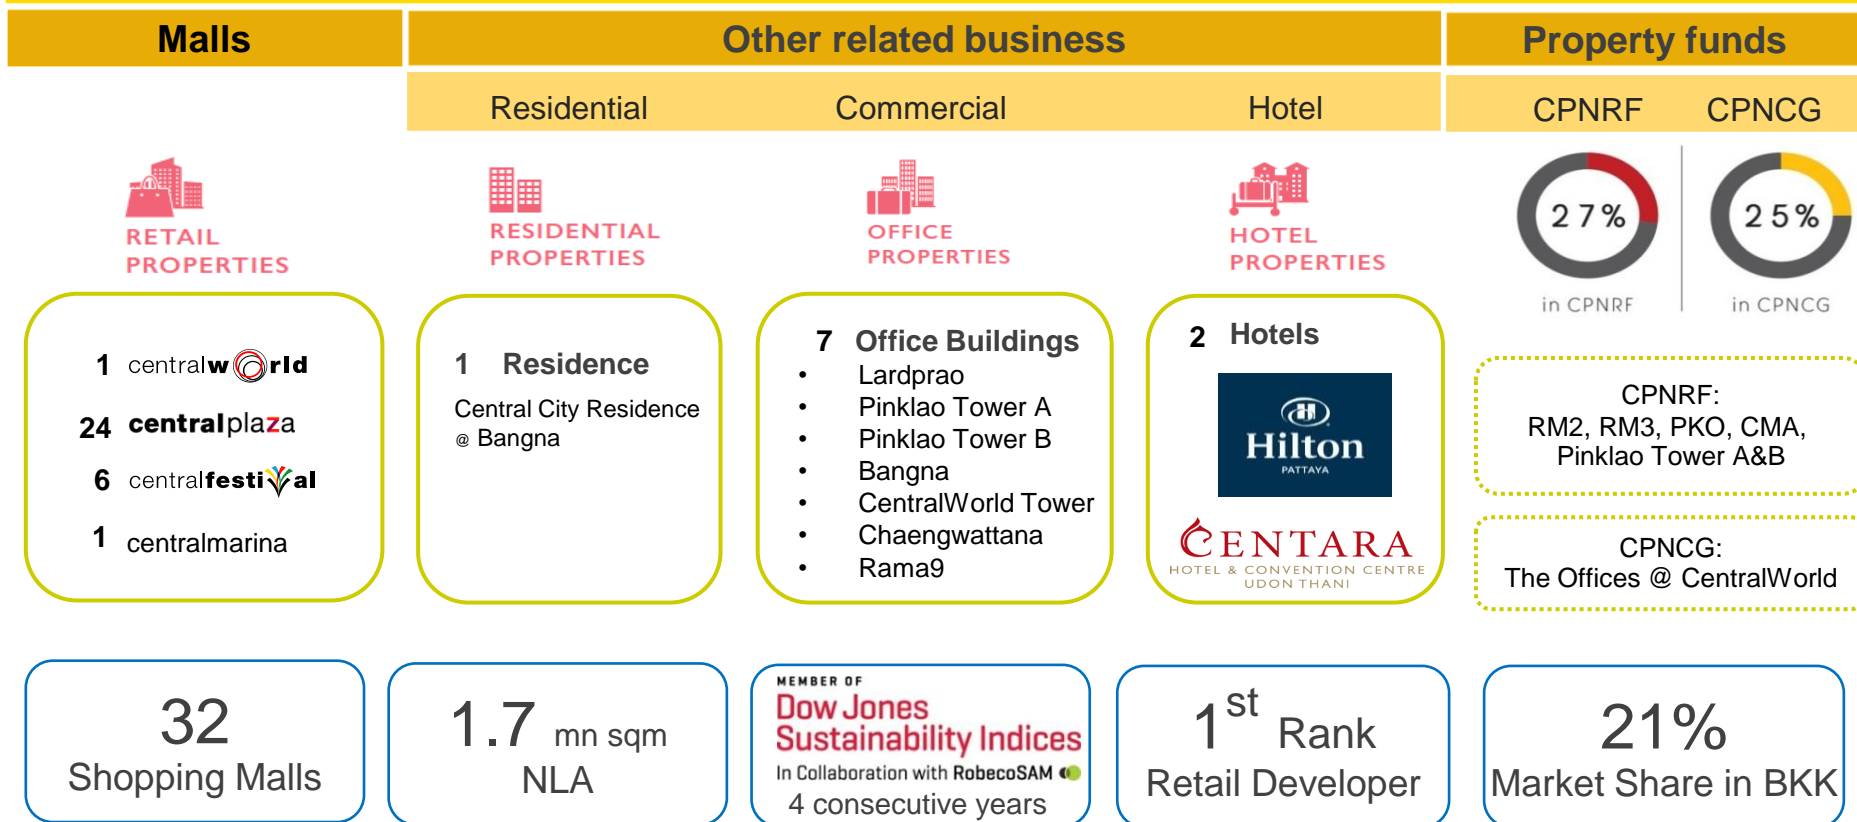 Malls
Other related business
Property funds
Residential
Commercial
Hotel
CPNRF
CPNCG
RETAIL
PROPERTIES
RESIDENTIAL
PROPERTIES
OFFICE
PROPERTIES
HOTEL
PROPERTIES
27%
in CPNRF
25%
in CPNCG
1 centralworld
24 centralplaza
6 centralfestival
1 centralmarina
1 Residence
Central City Residence
@ Bangna
7 Office Buildings
• Lardprao
• Pinklao Tower A
• Pinklao Tower B
• Bangna
• CentralWorld Tower
• Chaengwattana
• Rama9
2 Hotels
H
Hilton
PATTAYA
CENTARA
HOTEL & CONVENTION CENTRE
UDON THANI
CPNRF:
RM2, RM3, PKO, CMA,
Pinklao Tower A&B
CPNCG:
The Offices @ CentralWorld
32
Shopping Malls
1.7 mn sqm
NLA
MEMBER OF
Dow Jones
Sustainability Indices
In Collaboration with RobecoSAM
4 consecutive years
1st Rank
Retail Developer
21%
Market Share in BKK